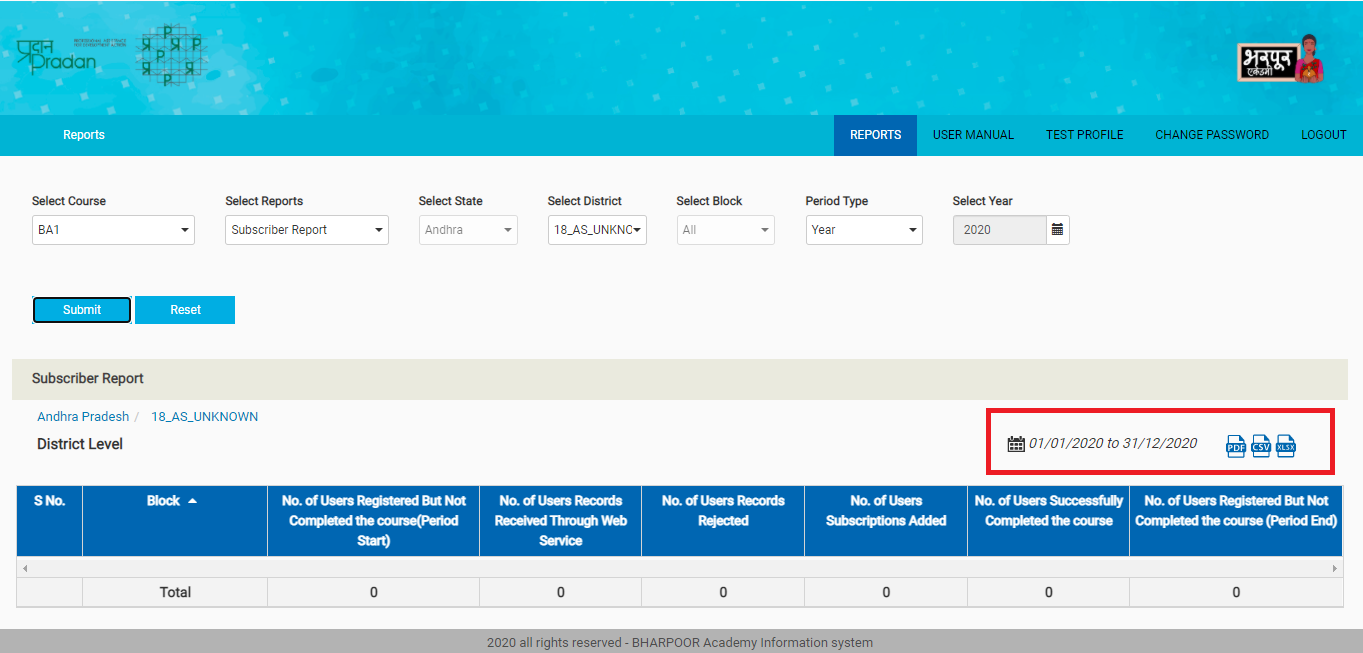 प्रदान
Pradan
प्र P प्र P प्र P प्र P प्र
भरपूर
एकेडमी
Reports
REPORTS
USER MANUAL
TEST PROFILE
CHANGE PASSWORD
LOGOUT
Select Course
Select Reports
Select State
Select District
Select Block
Period Type
Select Year
BA1
Subscriber Report
Andhra
18_AS_UNKNO
All
Year
2020
Submit
Reset
Subscriber Report
Andhra Pradesh / 18_AS_UNKNOWN
District Level
01/01/2020 to 31/12/2020
PDF CSV XLSX
S No.
Block
No. of Users Registered But Not
Completed the course(Period
Start)
No. of Users Records
Received Through Web
Service
No. of Users Records
Rejected
No. of Users
Subscriptions Added
No. of Users Successfully
Completed the course
No. of Users Registered But Not
Completed the course (Period End)
Total 0 0 0 0 0 0
2020 all rights reserved - BHARPOOR Academy Information system